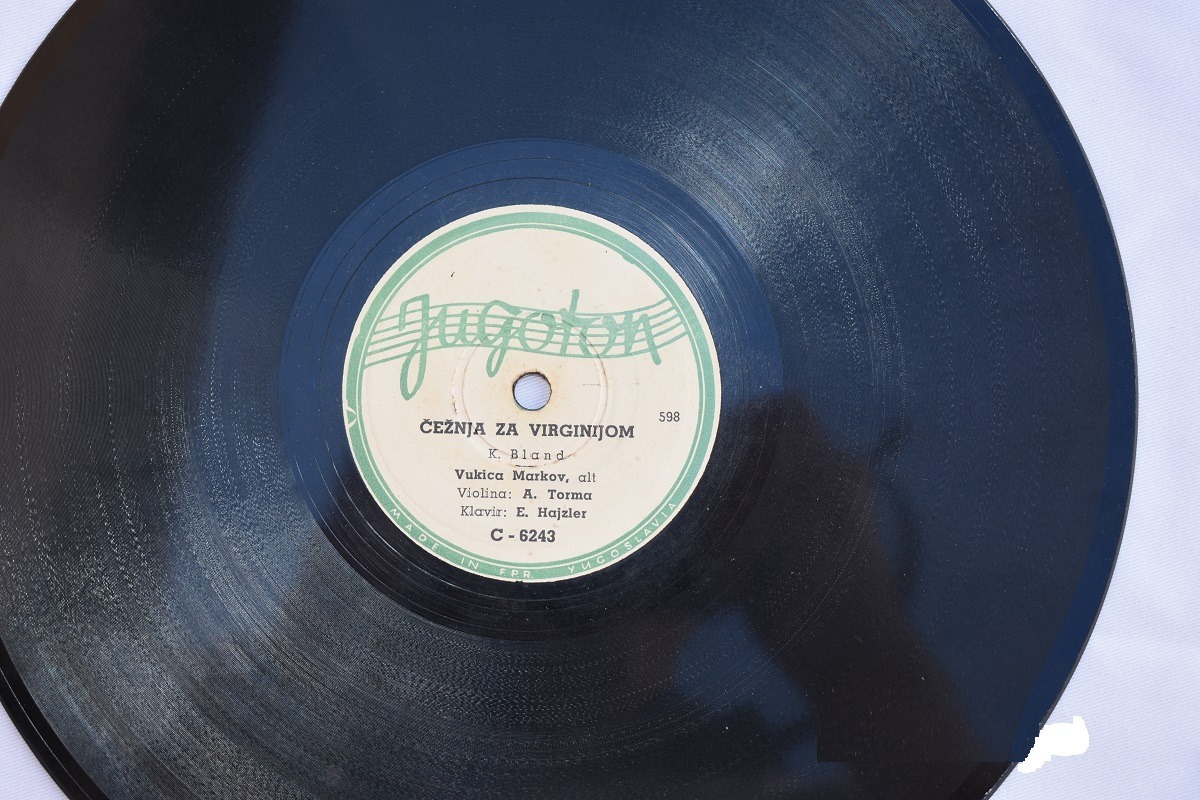 Jugoton
598
ČEŽNJA ZA VIRGINIJOM
K. Bland
Vukica Markov, alt
Violina: A. Torma
Klavir: E. Hajzler
C - 6243
MADE IN FPR YUGOSLAVIA